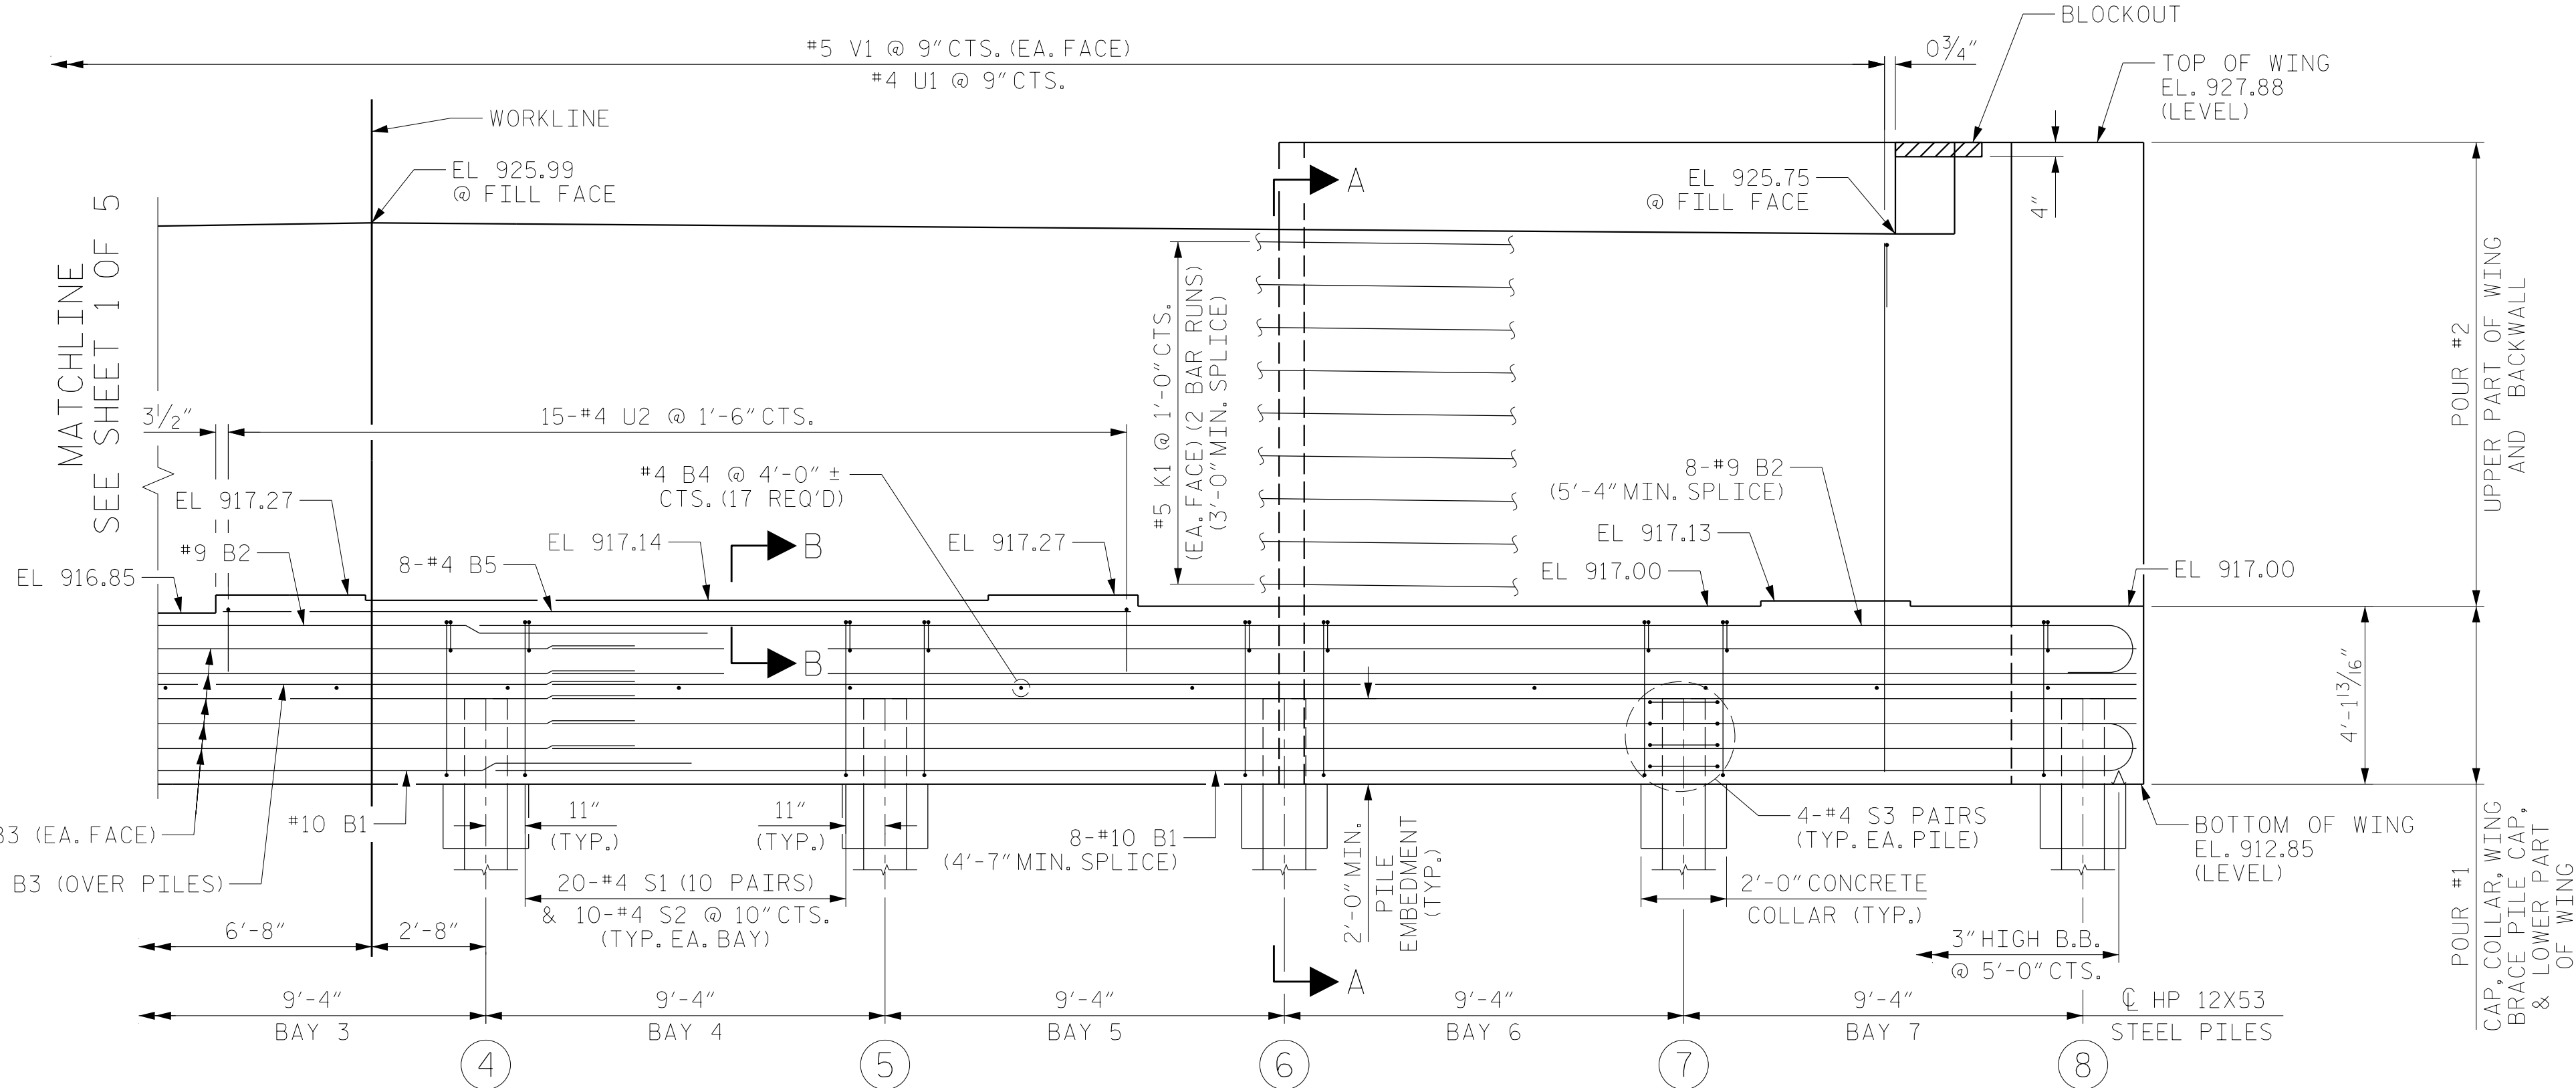 BLOCKOUT
#5 V1 @ 9" CTS. (EA. FACE)
#4 U1 @ 9" CTS.
0 3/4"
TOP OF WING
EL. 927.88
(LEVEL)
WORKLINE
EL 925.99
@ FILL FACE
A
EL 925.75
@ FILL FACE
4"
MATCHLINE
SEE SHEET 1 OF 5
#5 K1 @ 1'-0" CTS.
(EA. FACE) (2 BAR RUNS)
(3'-0" MIN. SPLICE)
POUR #2
UPPER PART OF WING
AND BACKWALL
3 1/2"
15-#4 U2 @ 1'-6" CTS.
#4 B4 @ 4'-0" ±
CTS. (17 REQ'D)
8-#9 B2
(5'-4" MIN. SPLICE)
EL 917.27
#9 B2
EL 916.85
8-#4 B5
EL 917.14
B
EL 917.27
EL 917.13
EL 917.00
EL 917.00
B
4'-1 13/16"
B3 (EA. FACE)
B3 (OVER PILES)
#10 B1
11"
(TYP.)
11"
(TYP.)
8-#10 B1
(4'-7" MIN. SPLICE)
2'-0" MIN.
PILE
EMBEDMENT
(TYP.)
4-#4 S3 PAIRS
(TYP. EA. PILE)
BOTTOM OF WING
EL. 912.85
(LEVEL)
20-#4 S1 (10 PAIRS)
& 10-#4 S2 @ 10" CTS.
(TYP. EA. BAY)
2'-0" CONCRETE
COLLAR (TYP.)
6'-8"
2'-8"
3" HIGH B.B.
@ 5'-0" CTS.
POUR #1
CAP, COLLAR, WING
BRACE PILE CAP,
& LOWER PART
OF WING
A
9'-4"
BAY 3
9'-4"
BAY 4
9'-4"
BAY 5
9'-4"
BAY 6
9'-4"
BAY 7
℄ HP 12X53
STEEL PILES
4
5
6
7
8